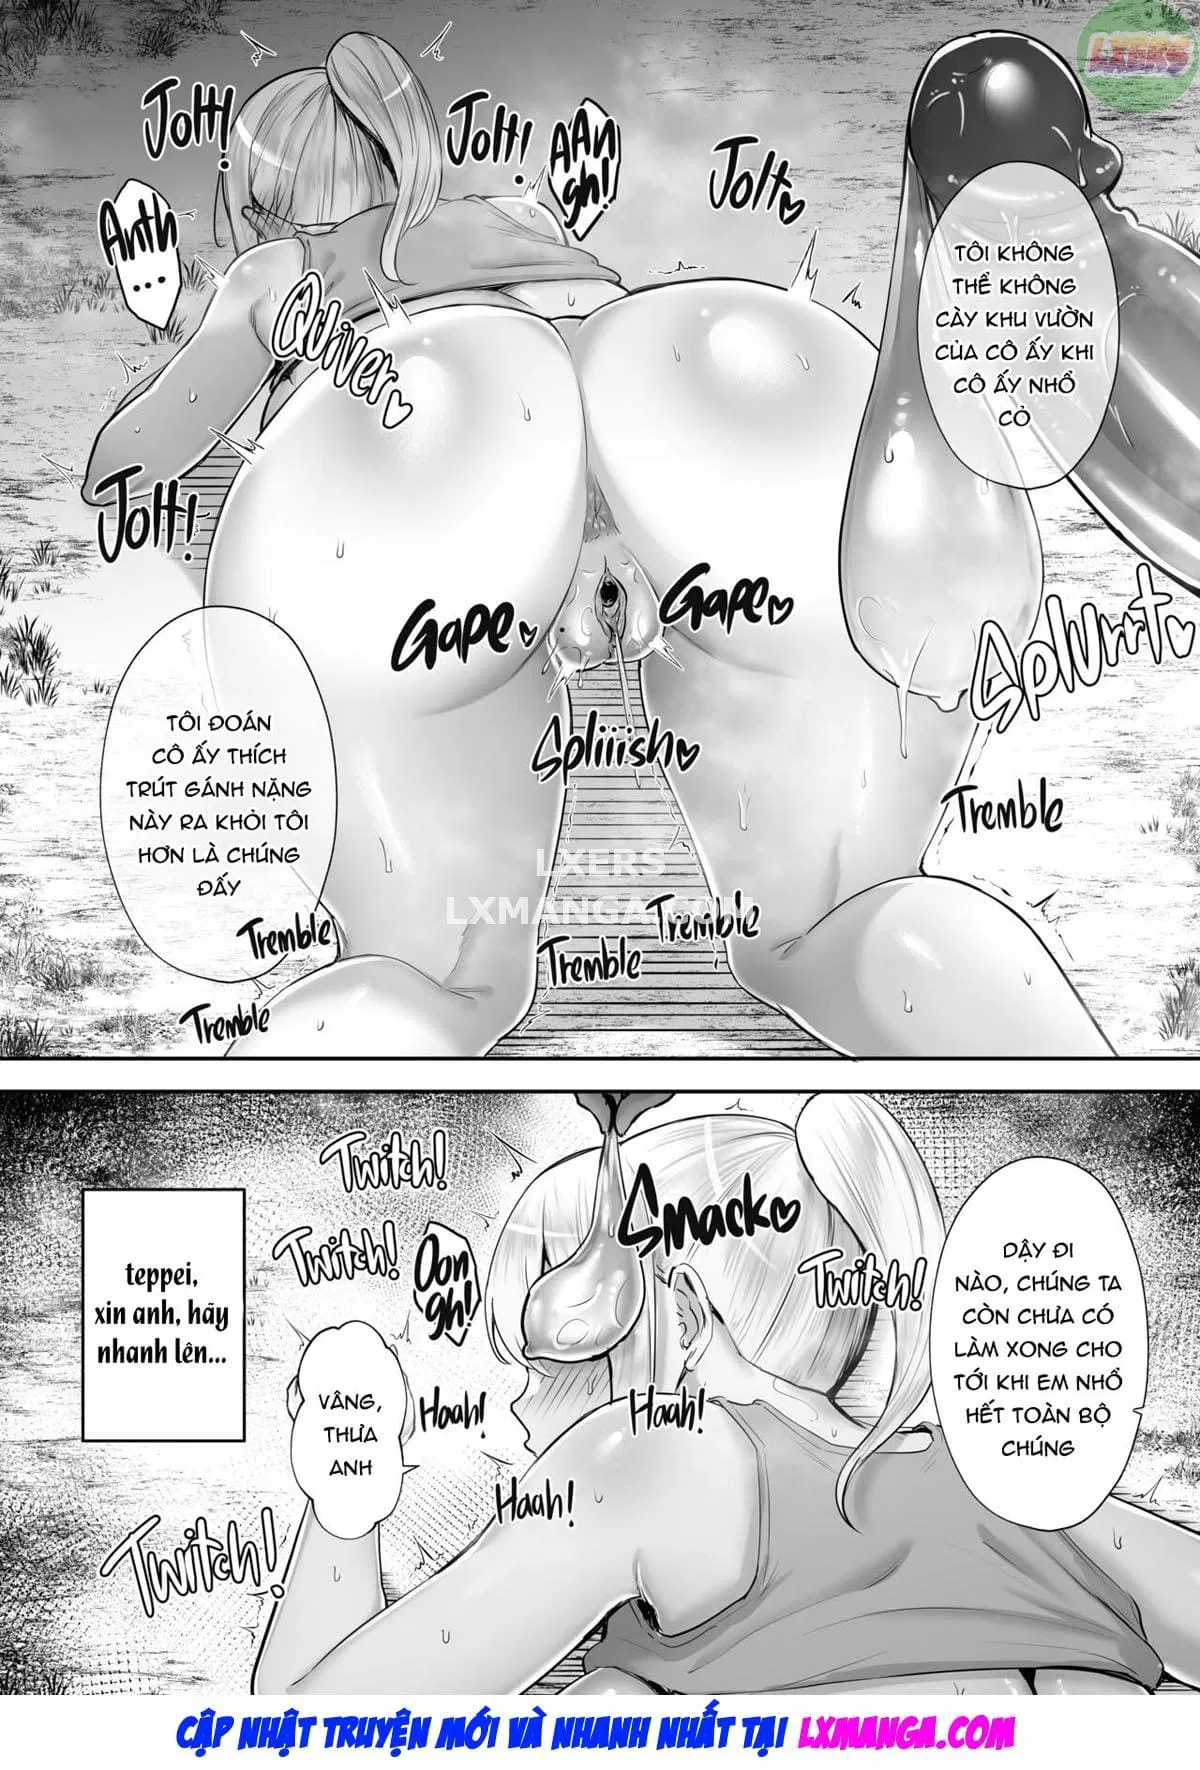 LXERS
JOLT!
JOLT!
AAN
gh!
JOLT
ANTH
...
TÔI KHÔNG
THỂ KHÔNG
CÀY KHU VƯỜN
CỦA CÔ ẤY KHI
CÔ ẤY NHỔ
CỎ
QUIVER
JOLT!
GAPE
GAPE
SPLURRRT
TÔI ĐOÁN
CÔ ẤY THÍCH
TRÚT GÁNH NẶNG
NÀY RA KHỎI TÔI
HƠN LÀ CHÚNG
ĐẤY
SPLIIISH
TREMBLE
LXERS
LXMANGA.COM
TREMBLE
TREMBLE
TREMBLE
TREMBLE
TWITCH!
SMACK
TWITCH!
OON
gh!
TWITCH!
DẬY ĐI
NÀO, CHÚNG TA
CÒN CHƯA CÓ
LÀM XONG CHO
TỚI KHI EM NHỔ
HẾT TOÀN BỘ
CHÚNG
teppei,
xin anh, hãy
nhanh lên...
VÂNG,
THƯA
ANH
HAAH!
HAAH!
HAAH!
TWITCH!
CẬP NHẬT TRUYỆN MỚI VÀ NHANH NHẤT TẠI LXMANGA.COM